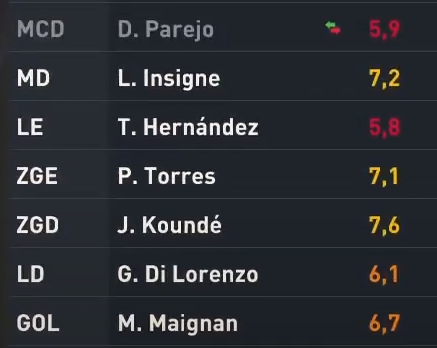 MCD D. Parejo 5,9
MD L. Insigne 7,2
LE T. Hernández 5,8
ZGE P. Torres 7,1
ZGD J. Koundé 7,6
LD G. Di Lorenzo 6,1
GOL M. Maignan 6,7